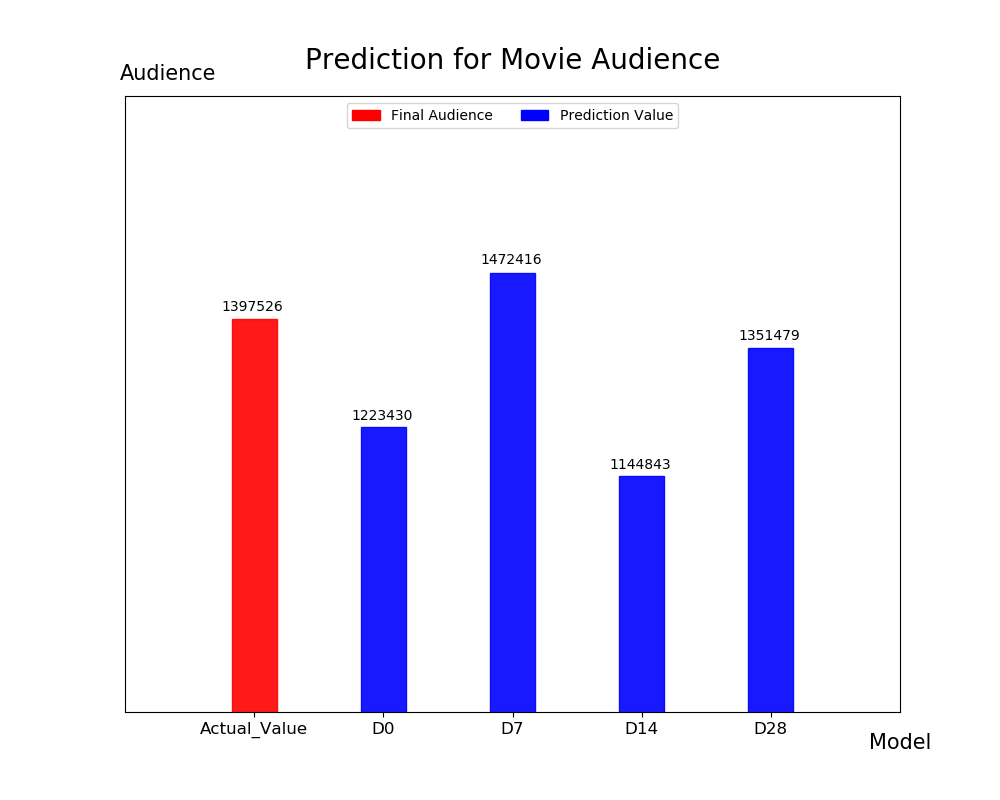 Prediction for Movie Audience
Audience
Final Audience Prediction Value
1472416
1397526
1351479
1223430
1144843
Actual_Value D0 D7 D14 D28
Model